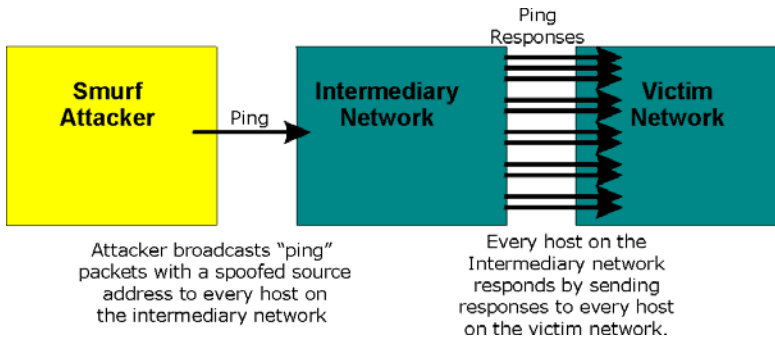 Ping
Responses
Smurf
Attacker
Ping
Intermediary
Network
Victim
Network
Attacker broadcasts “ping”
packets with a spoofed source
address to every host on
the intermediary network
Every host on the
Intermediary network
responds by sending
responses to every host
on the victim network.